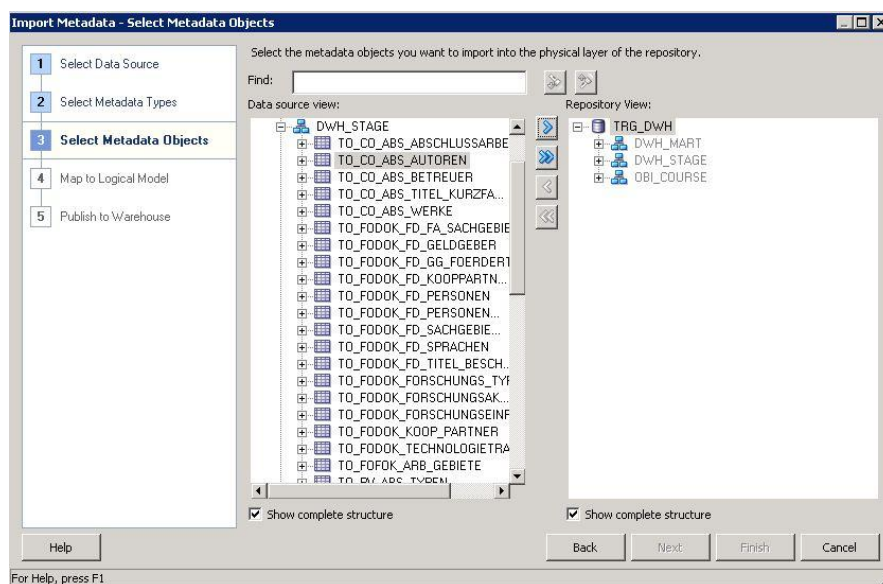 Import Metadata - Select Metadata Objects
1 Select Data Source
2 Select Metadata Types
3 Select Metadata Objects
4 Map to Logical Model
5 Publish to Warehouse
Select the metadata objects you want to import into the physical layer of the repository.
Find:
Data source view:
DWH_STAGE
TO_CO_ABS_ABSCHLUSSARBE
TO_CO_ABS_AUTOREN
TO_CO_ABS_BETREUER
TO_CO_ABS_TITEL_KURZFA...
TO_CO_ABS_WERKE
TO_FODOK_FD_FA_SACHGEBIE
TO_FODOK_FD_GELDGEBER
TO_FODOK_FD_GG_FOERDERT
TO_FODOK_FD_KOOPPARTN...
TO_FODOK_FD_PERSONEN
TO_FODOK_FD_PERSONEN...
TO_FODOK_FD_SACHGEBIE...
TO_FODOK_FD_SPRACHEN
TO_FODOK_FD_TITEL_BESCH...
TO_FODOK_FORSCHUNGS_TYP
TO_FODOK_FORSCHUNGSAK...
TO_FODOK_FORSCHUNGSEINR
TO_FODOK_KOOP_PARTNER
TO_FODOK_TECHNOLOGIETRA
TO_FOFOK_ARB_GEBIETE
TO_PV_ABS_TYPEN
Show complete structure
Repository View:
TRG_DWH
DWH_MART
DWH_STAGE
OBI_COURSE
Show complete structure
Help
Back
Next
Finish
Cancel
For Help, press F1